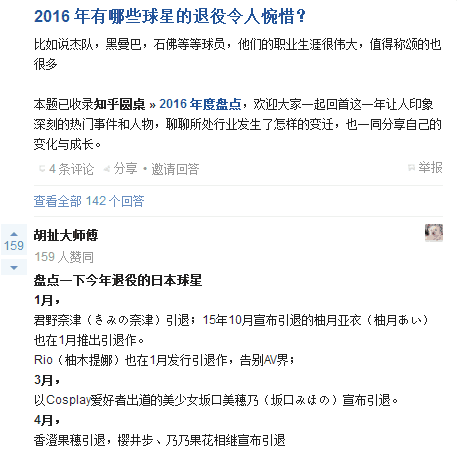 2016 年有哪些球星的退役令人惋惜？
比如说杰队，黑曼巴，石佛等等球员，他们的职业生涯很伟大，值得称颂的也
很多
本题已收录知乎圆桌 » 2016 年度盘点，欢迎大家一起回首这一年让人印象
深刻的热门事件和人物，聊聊所处行业发生了怎样的变迁，也一同分享自己的
变化与成长。
4 条评论 分享 • 邀请回答 举报
查看全部 142 个回答
159
胡扯大师傅
159 人赞同
盘点一下今年退役的日本球星
1月，
君野奈津（きみの奈津）引退；15年10月宣布引退的柚月亚衣（柚月あい）
也在1月推出引退作。
Rio（柚木提娜）也在1月发行引退作，告别AV界；
3月，
以Cosplay爱好者出道的美少女坂口美穗乃（坂口みほの）宣布引退。
4月，
香澄果穗引退，樱井步、乃乃果花相继宣布引退